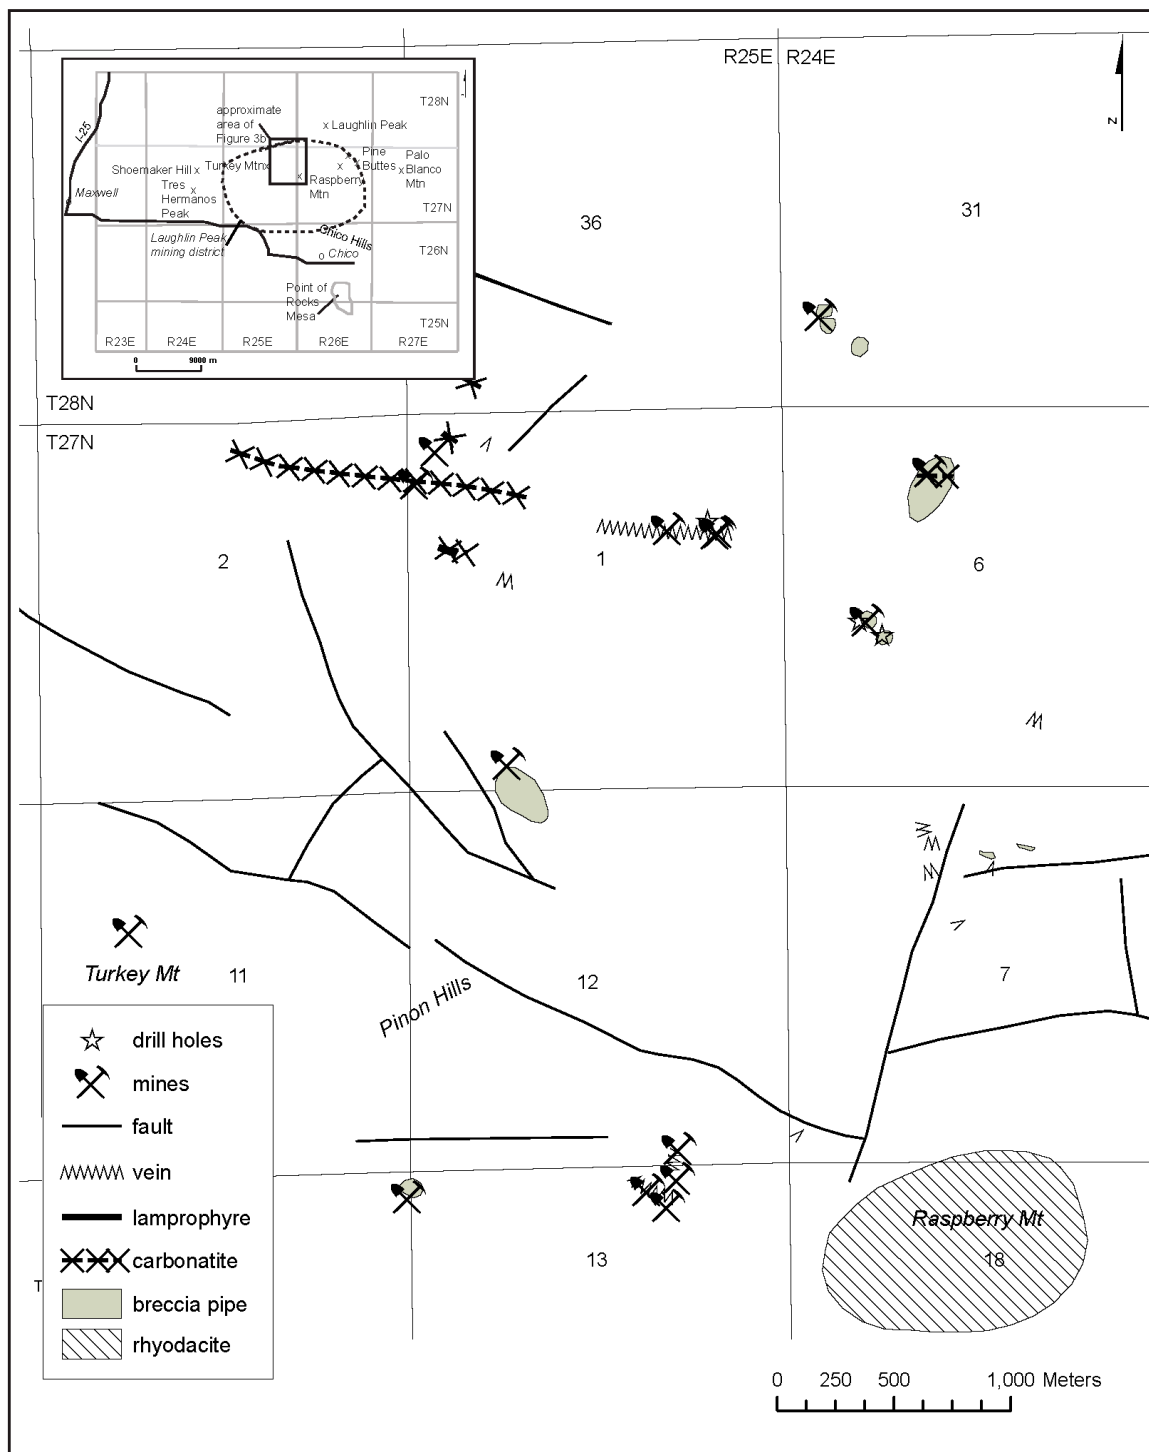 R25E R24E
z
T28N
approximate
area of
Figure 3b
x Laughlin Peak
I-25
Shoemaker Hill x
Turkey Mtn x
Pine
Buttes
Palo
Blanco
Mtn
Raspberry
Mtn
Tres x
Hermanos
Peak
Maxwell
T27N
Laughlin Peak
mining district
Chico Hills
o Chico
T26N
Point of
Rocks
Mesa
T25N
R23E R24E R25E R26E R27E
0 9000 m
36
31
T28N
T27N
2
1
6
Turkey Mt
11
Pinon Hills
12
7
drill holes
mines
fault
vein
lamprophyre
carbonatite
breccia pipe
rhyodacite
T
13
Raspberry Mt
18
0 250 500 1,000 Meters